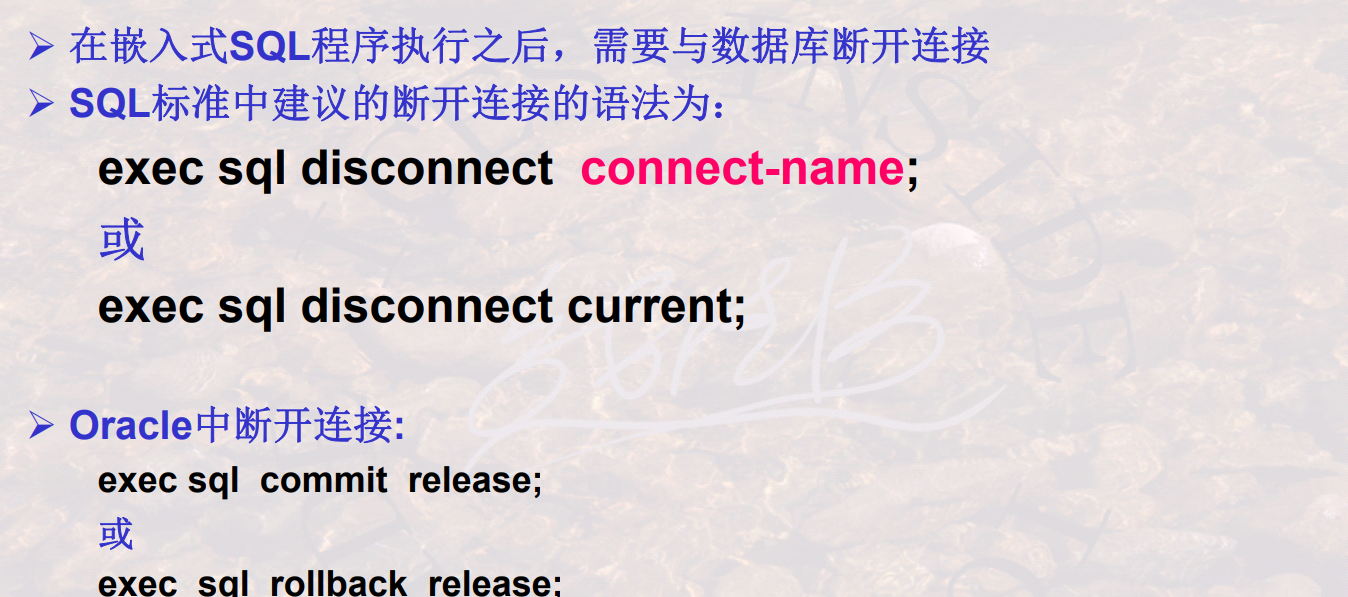 ➢ 在嵌入式SQL程序执行之后，需要与数据库断开连接
➢ SQL标准中建议的断开连接的语法为：
exec sql disconnect connect-name;
或
exec sql disconnect current;
➢ Oracle中断开连接:
exec sql commit release;
或
exec sql rollback release;